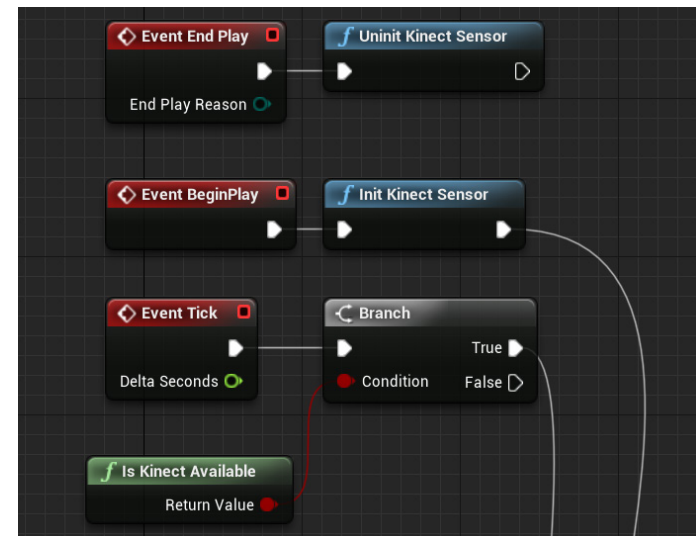 Event End Play
Uninit Kinect Sensor
End Play Reason
Event BeginPlay
Init Kinect Sensor
Event Tick
Branch
True
Delta Seconds
Condition
False
Is Kinect Available
Return Value